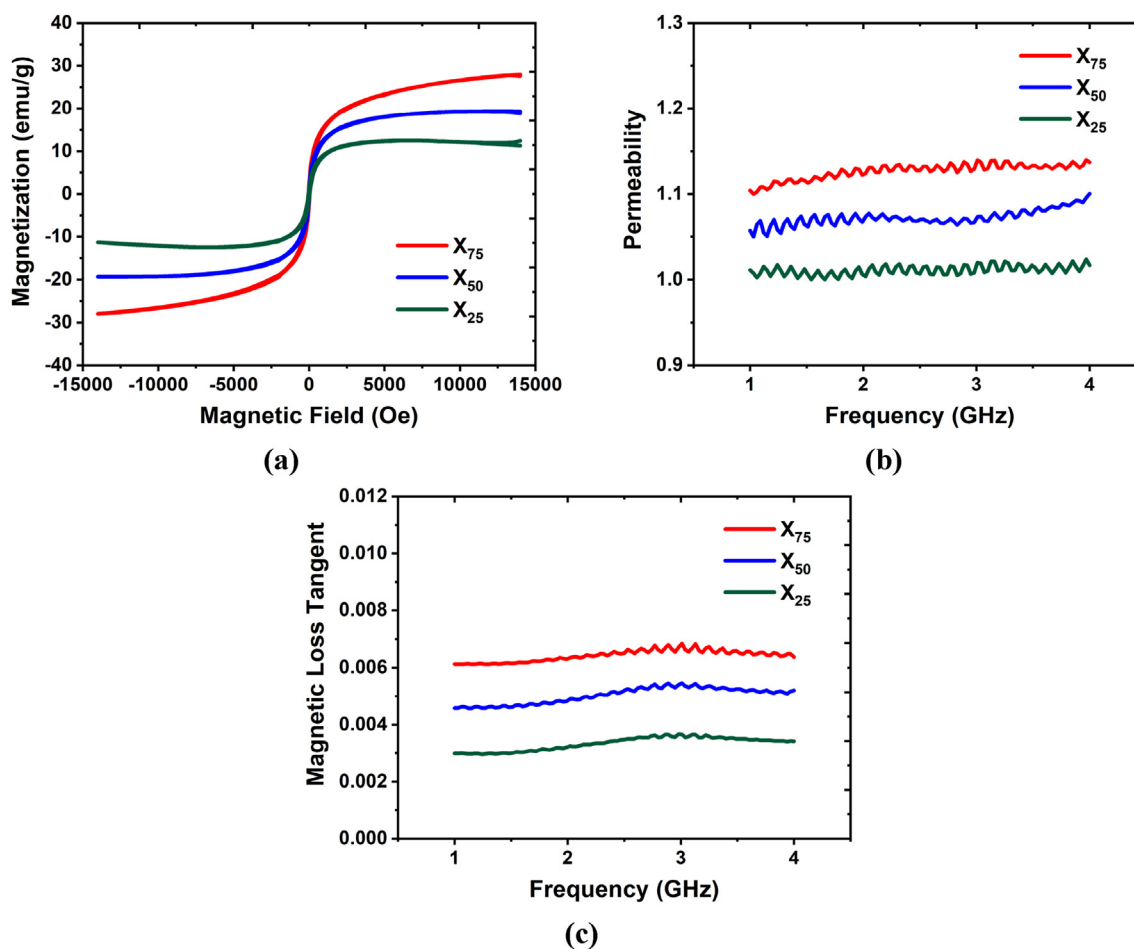 40
30
20
10
0
-10
-20
-30
-40
-15000 -10000 -5000 0 5000 10000 15000
Magnetization (emu/g)
Magnetic Field (Oe)
X₇₅
X₅₀
X₂₅
(a)
1.3
1.2
1.1
1.0
0.9
1 2 3 4
Permeability
Frequency (GHz)
X₇₅
X₅₀
X₂₅
(b)
0.012
0.010
0.008
0.006
0.004
0.002
0.000
1 2 3 4
Magnetic Loss Tangent
Frequency (GHz)
X₇₅
X₅₀
X₂₅
(c)